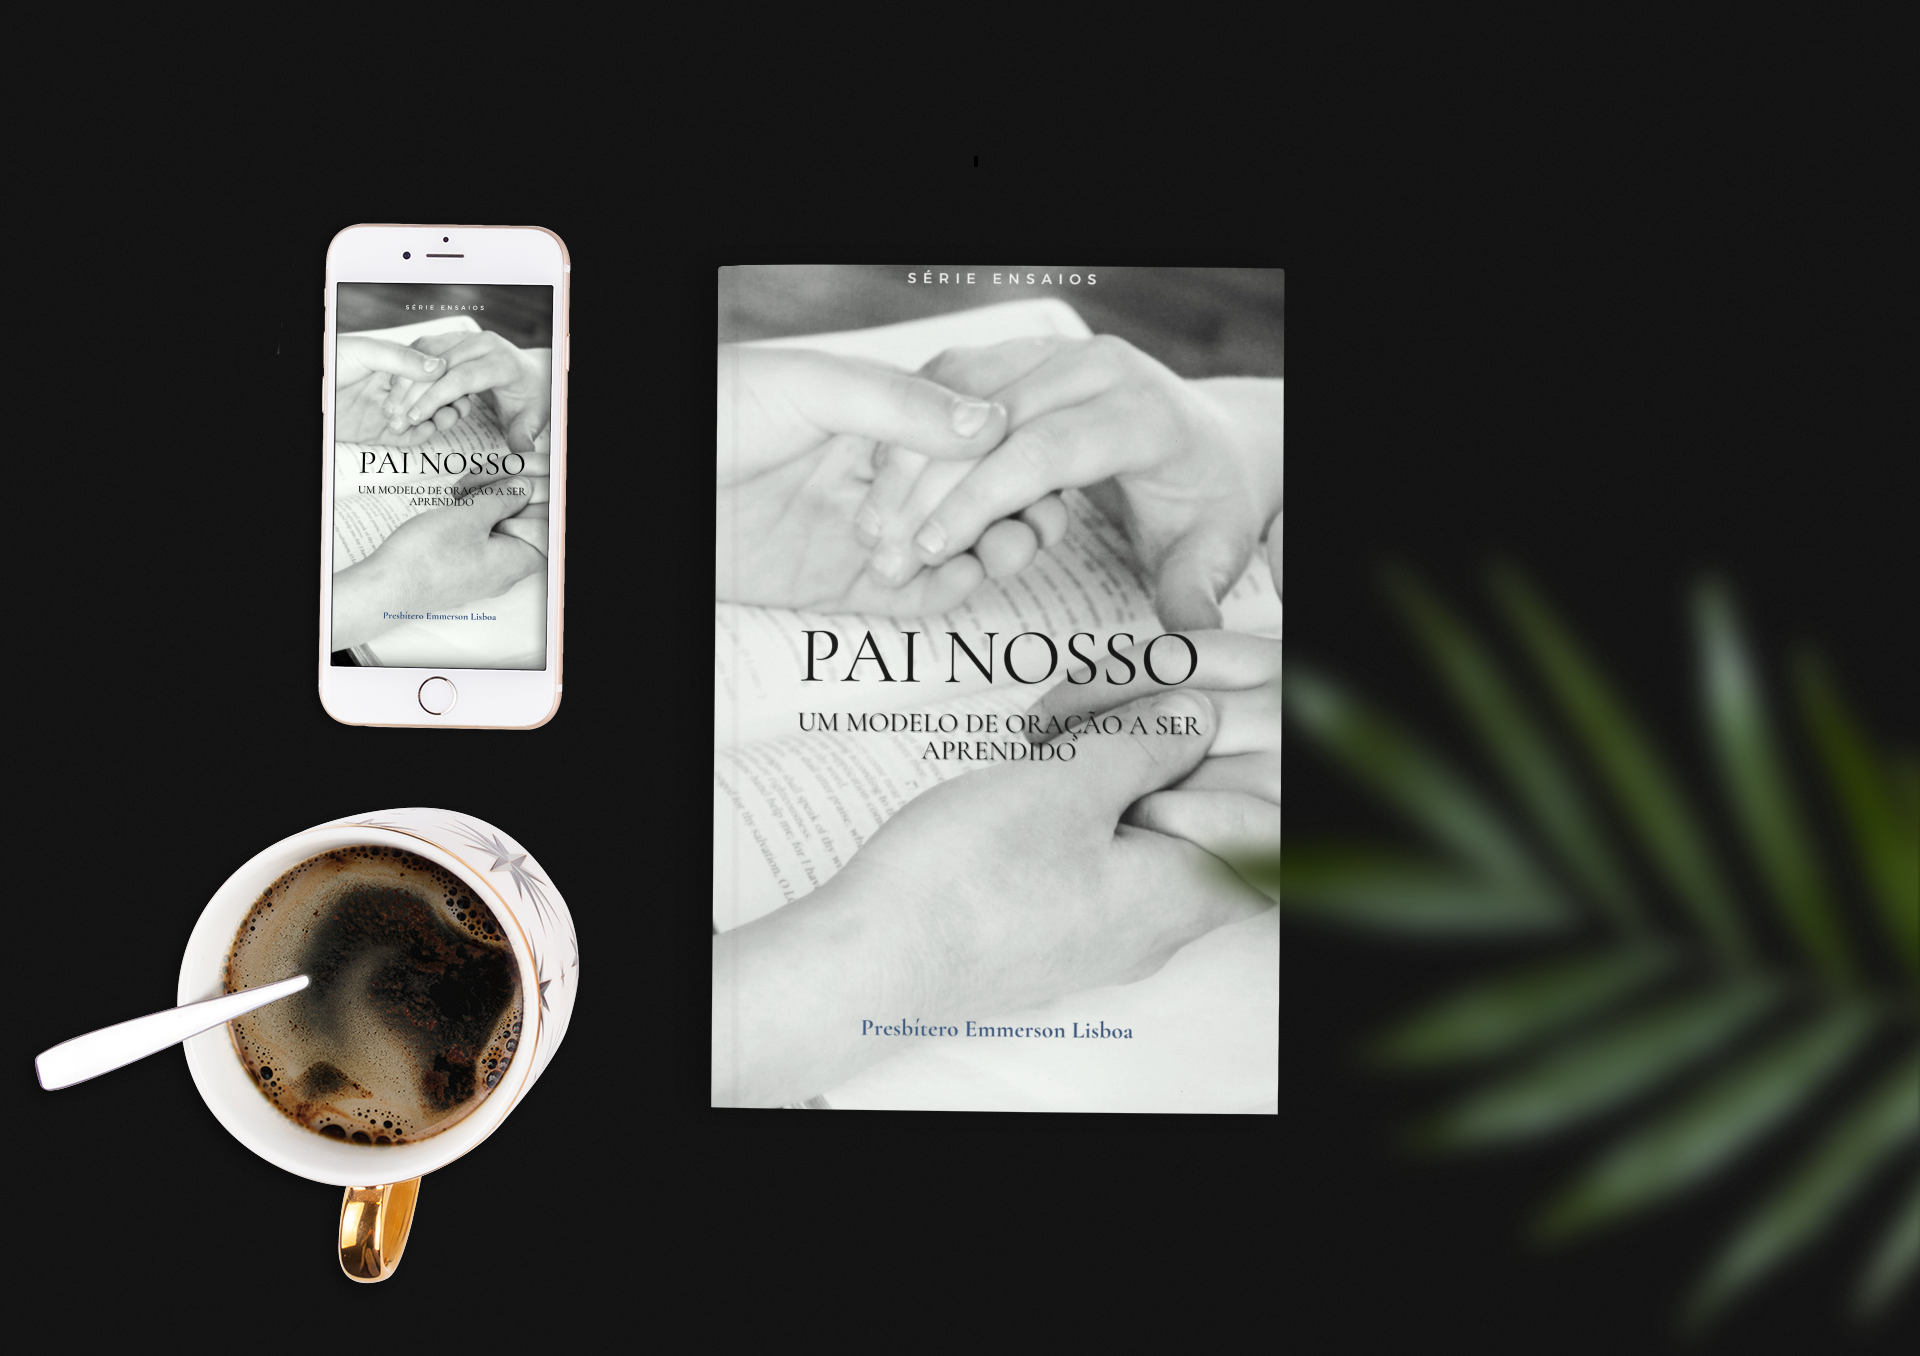 SÉRIE ENSAIOS
PAI NOSSO
UM MODELO DE ORAÇÃO A SER
APRENDIDO
Presbítero Emmerson Lisboa
SÉRIE ENSAIOS
PAI NOSSO
UM MODELO DE ORAÇÃO A SER
APRENDIDO
Presbítero Emmerson Lisboa